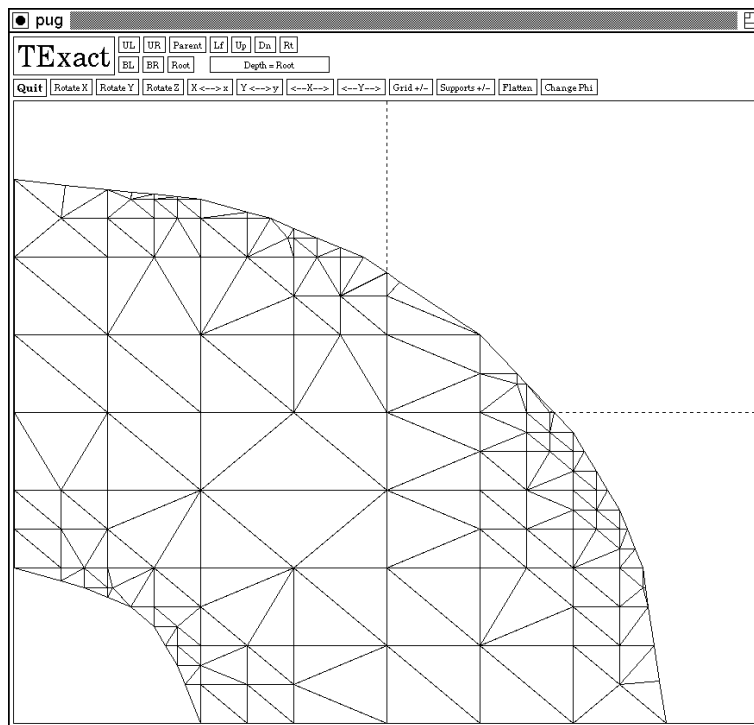 pug
TExact UL UR Parent Lf Up Dn Rt
BL BR Root Depth = Root
Quit Rotate X Rotate Y Rotate Z X <--> x Y <--> y <--X--> <--Y--> Grid +/- Supports +/- Flatten Change Phi